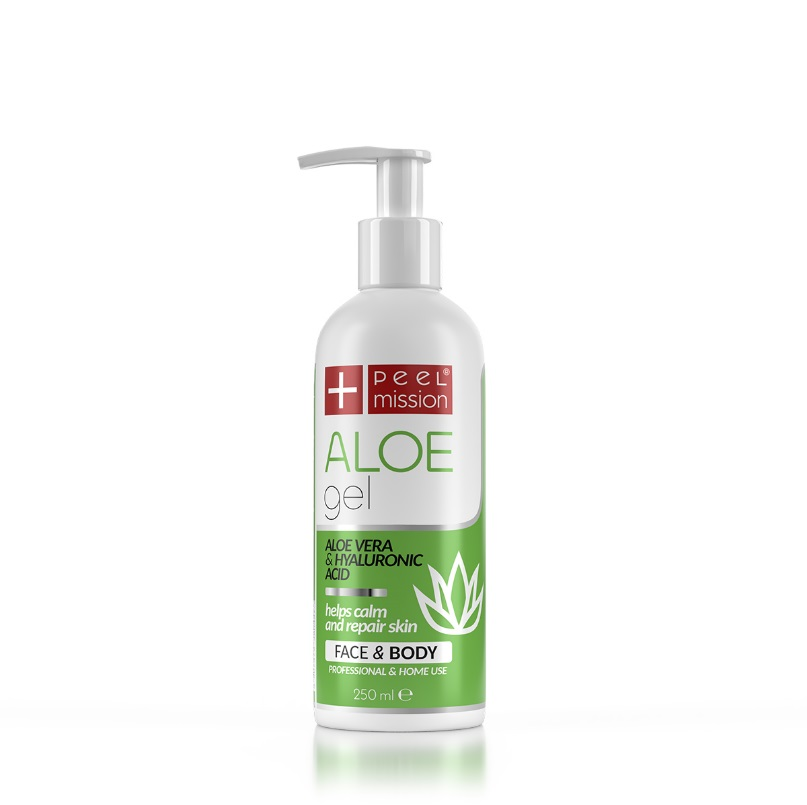 PEEL®
mission
ALOE
gel
ALOE VERA
& HYALURONIC
ACID
helps calm
and repair skin
FACE & BODY
PROFESSIONAL & HOME USE
250 ml ℮